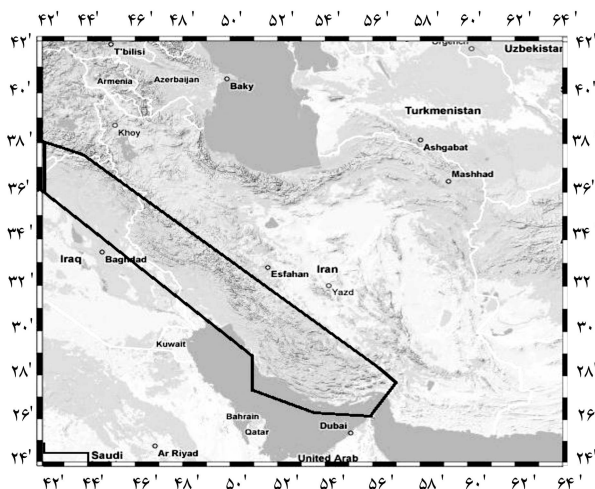 ۴۲' ۴۴' ۴۶' ۴۸' ۵۰' ۵۲' ۵۴' ۵۶' ۵۸' ۶۰' ۶۲' ۶۴'
۴۲' ۴۲'
T'bilisi
Uzbekistan
Armenia
Azerbaijan
Baky
۴۰' ۴۰'
Turkmenistan
Khoy
۳۸' ۳۸'
Ashgabat
Mashhad
۳۶' ۳۶'
۳۴' ۳۴'
Iraq
Baghdad
Esfahan
Iran
۳۲' ۳۲'
Yazd
۳۰' ۳۰'
Kuwait
۲۸' ۲۸'
Bahrain
۲۶' ۲۶'
Qatar
Dubai
Ar Riyad
Saudi
United Arab
۲۴' ۲۴'
۴۲' ۴۴' ۴۶' ۴۸' ۵۰' ۵۲' ۵۴' ۵۶' ۵۸' ۶۰' ۶۲' ۶۴'